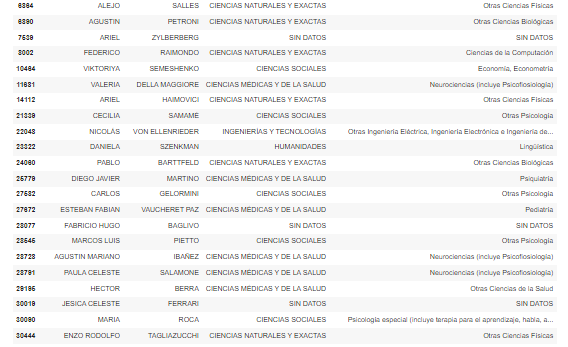 6864 ALEJO SALLES CIENCIAS NATURALES Y EXACTAS Otras Ciencias Físicas
6890 AGUSTIN PETRONI CIENCIAS NATURALES Y EXACTAS Otras Ciencias Biológicas
7539 ARIEL ZYLBERBERG SIN DATOS SIN DATOS
8002 FEDERICO RAIMONDO CIENCIAS NATURALES Y EXACTAS Ciencias de la Computación
10464 VIKTORIYA SEMESHENKO CIENCIAS SOCIALES Economía, Econometría
11681 VALERIA DELLA MAGGIORE CIENCIAS MÉDICAS Y DE LA SALUD Neurociencias (incluye Psicofisiología)
14112 ARIEL HAIMOVICI CIENCIAS NATURALES Y EXACTAS Otras Ciencias Físicas
21339 CECILIA SAMAME CIENCIAS SOCIALES Otras Psicología
22043 NICOLAS VON ELLENRIEDER INGENIERÍAS Y TECNOLOGÍAS Otras Ingeniería Eléctrica, Ingeniería Electrónica e Ingeniería de...
23322 DANIELA SZENKMAN HUMANIDADES Lingüística
24060 PABLO BARTTFELD CIENCIAS NATURALES Y EXACTAS Otras Ciencias Biológicas
25779 DIEGO JAVIER MARTINO CIENCIAS MÉDICAS Y DE LA SALUD Psiquiatría
27582 CARLOS GELORMINI CIENCIAS SOCIALES Otras Psicología
27672 ESTEBAN FABIAN VAUCHERET PAZ CIENCIAS MÉDICAS Y DE LA SALUD Pediatría
28077 FABRICIO HUGO BAGLIVO SIN DATOS SIN DATOS
28545 MARCOS LUIS PIETTO CIENCIAS SOCIALES Otras Psicología
28728 AGUSTIN MARIANO IBAÑEZ CIENCIAS MÉDICAS Y DE LA SALUD Neurociencias (incluye Psicofisiología)
28791 PAULA CELESTE SALAMONE CIENCIAS MÉDICAS Y DE LA SALUD Neurociencias (incluye Psicofisiología)
29195 HECTOR BERRA CIENCIAS MÉDICAS Y DE LA SALUD Otras Ciencias de la Salud
30019 JESICA CELESTE FERRARI SIN DATOS SIN DATOS
30090 MARIA ROCA CIENCIAS SOCIALES Psicología especial (incluye terapia para el aprendizaje, habla, a...
30444 ENZO RODOLFO TAGLIAZUCCHI CIENCIAS NATURALES Y EXACTAS Otras Ciencias Físicas